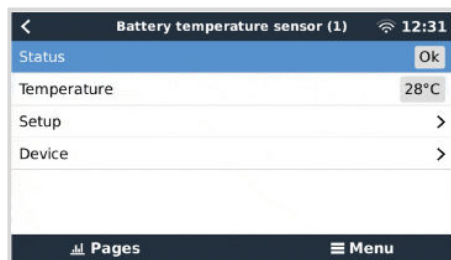 Battery temperature sensor (1) 12:31
Status Ok
Temperature 28°C
Setup
Device
Pages Menu